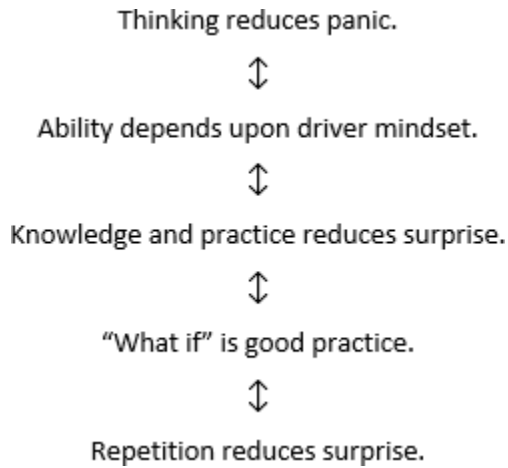 Thinking reduces panic.
↕
Ability depends upon driver mindset.
↕
Knowledge and practice reduces surprise.
↕
“What if” is good practice.
↕
Repetition reduces surprise.